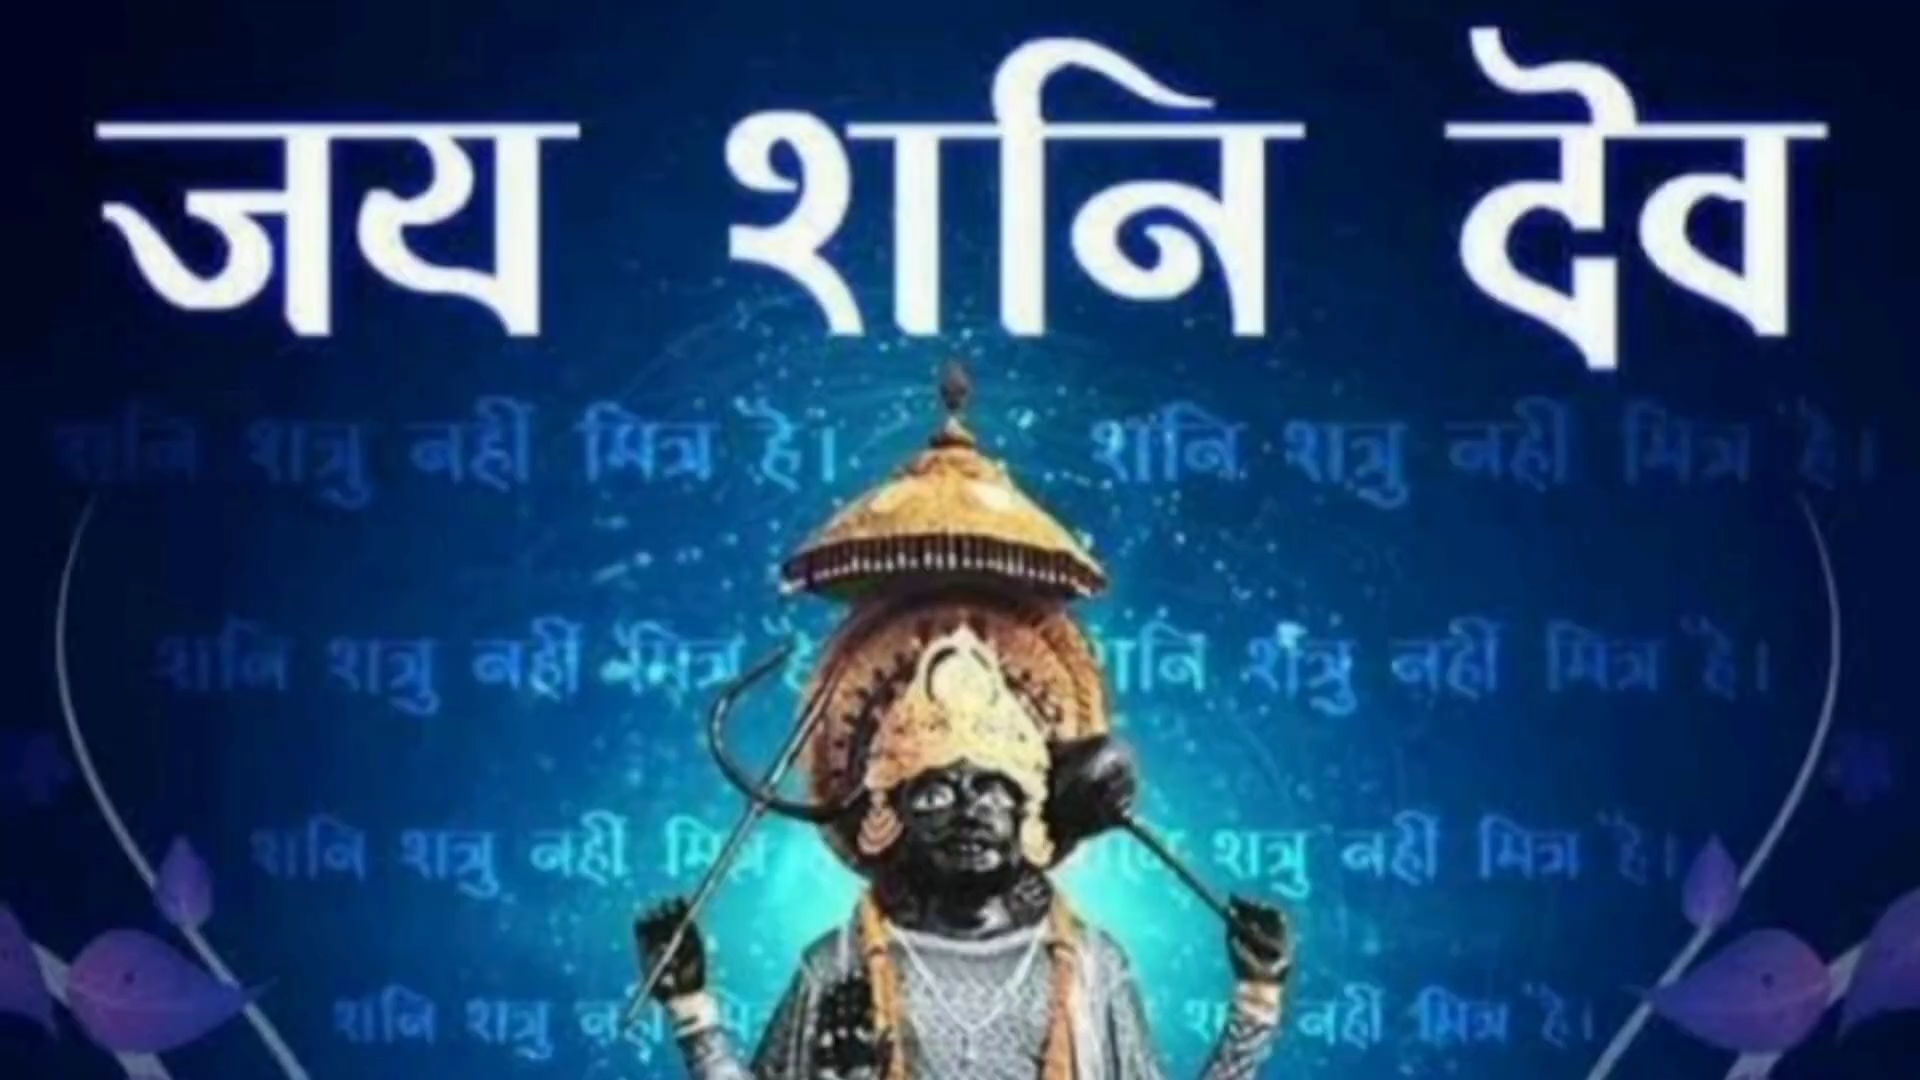 जय शनि देव
शनि शत्रु नहीं मित्र है। शनि शत्रु नहीं मित्र है।
शनि शत्रु नहीं मित्र है शनि शत्रु नहीं मित्र है।
शनि शत्रु नहीं मित्र शत्रु नहीं मित्र है।
शनि शत्रु नहीं नहीं मित्र है।